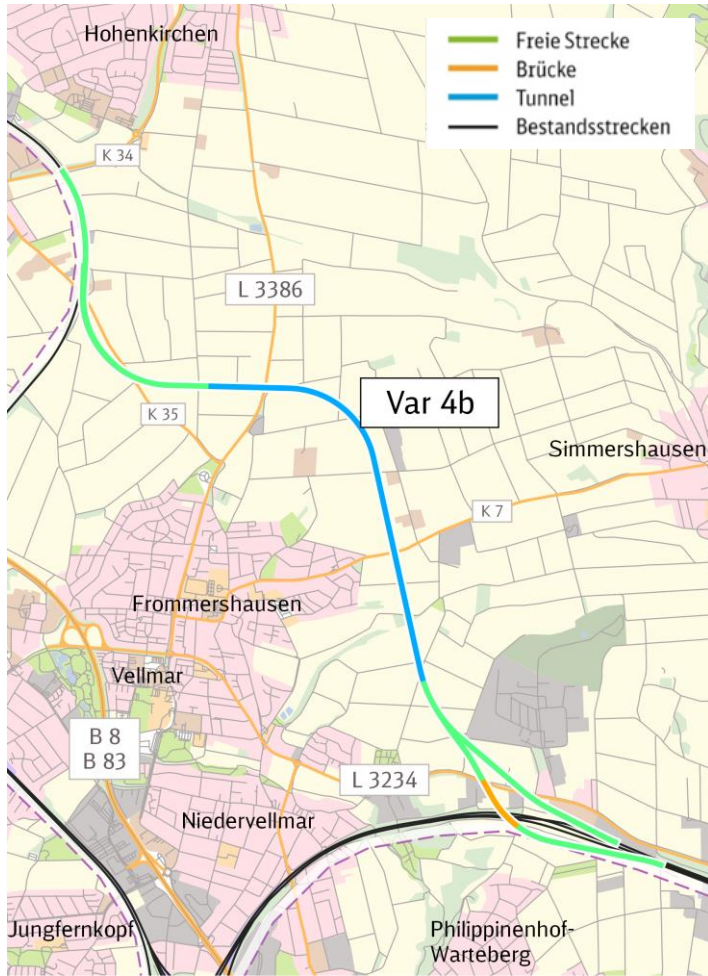 Hohenkirchen
Freie Strecke
Brücke
Tunnel
Bestandsstrecken
K 34
L 3386
K 35
Var 4b
Simmershausen
K 7
Frommershausen
Vellmar
B 8
B 83
L 3234
Niedervellmar
Jungfernkopf
Philippinenhof-
Warteberg